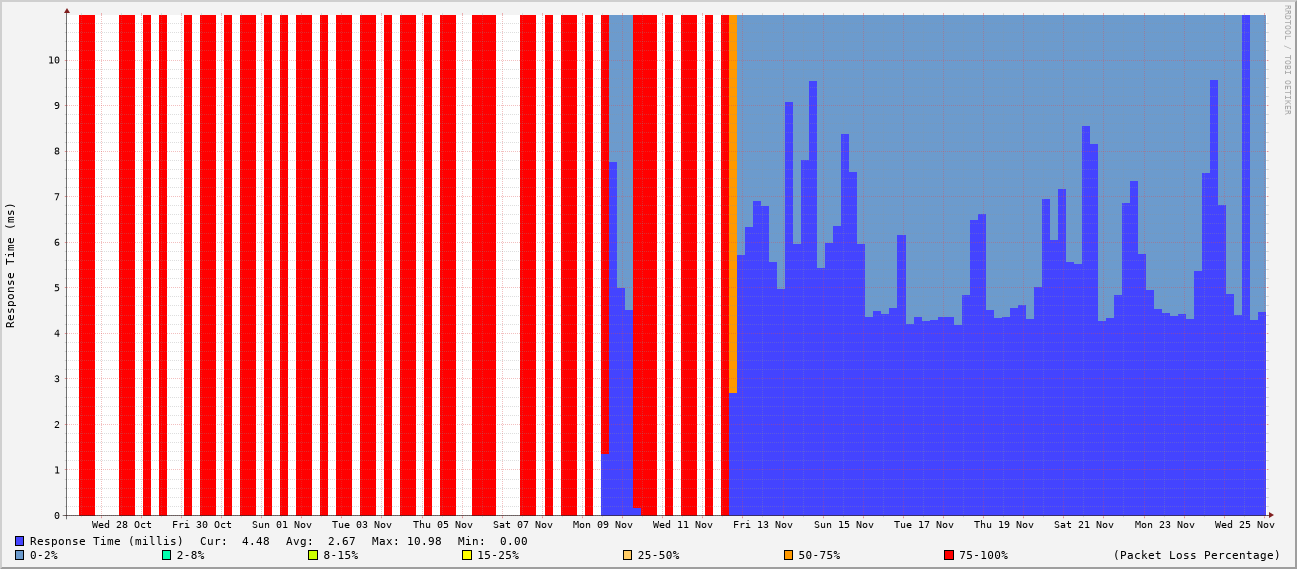 RRDTOOL / TOBI OETIKER
Response Time (ms)
10
9
8
7
6
5
4
3
2
1
0
Wed 28 Oct Fri 30 Oct Sun 01 Nov Tue 03 Nov Thu 05 Nov Sat 07 Nov Mon 09 Nov Wed 11 Nov Fri 13 Nov Sun 15 Nov Tue 17 Nov Thu 19 Nov Sat 21 Nov Mon 23 Nov Wed 25 Nov
Response Time (millis) Cur: 4.48 Avg: 2.67 Max: 10.98 Min: 0.00
0-2% 2-8% 8-15% 15-25% 25-50% 50-75% 75-100% (Packet Loss Percentage)